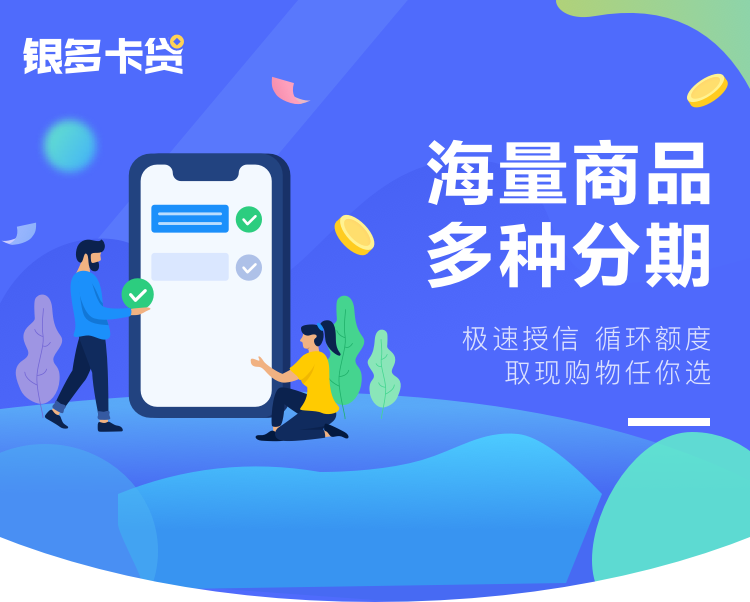 银多卡贷
海量商品
多种分期
极速授信 循环额度
取现购物任你选